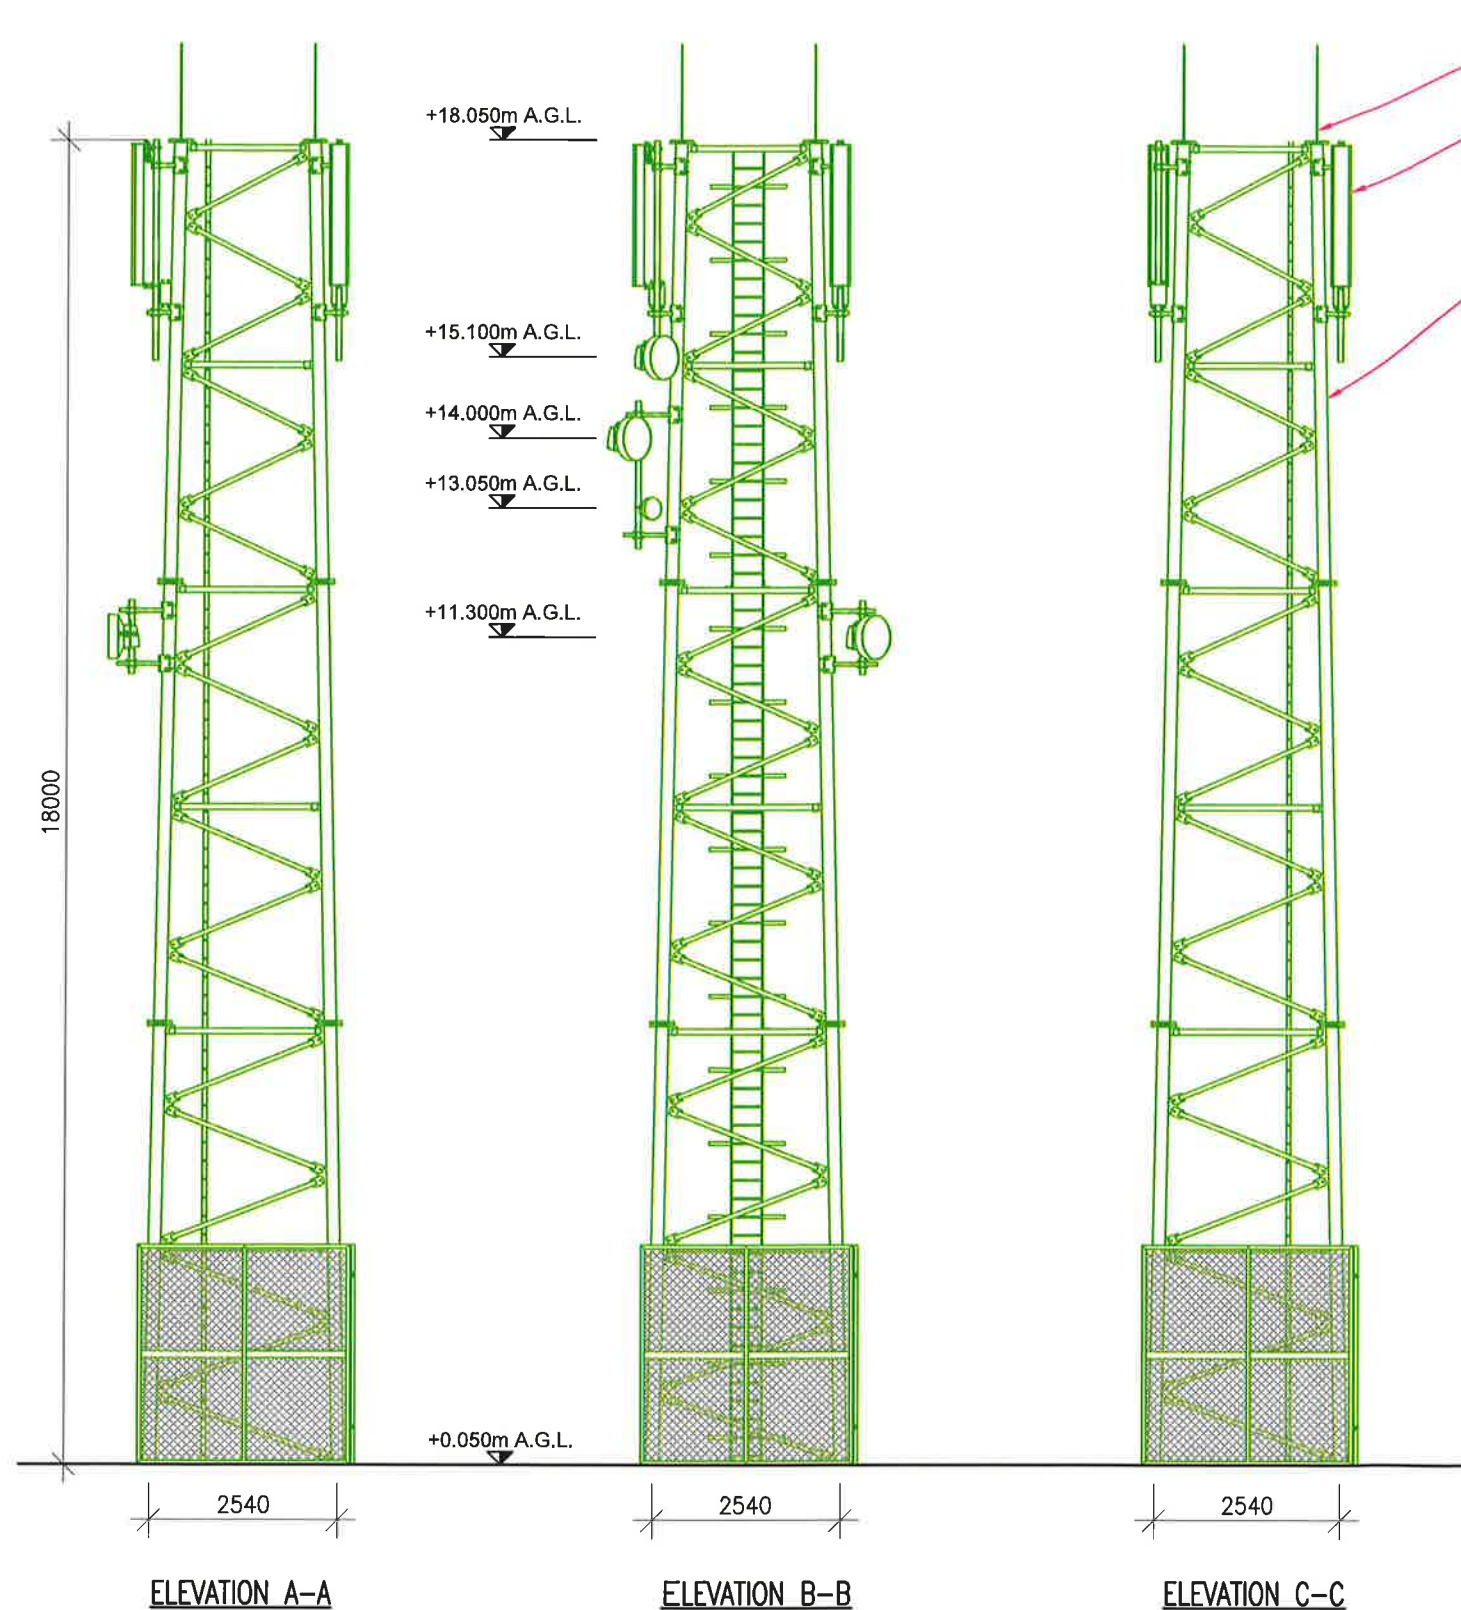 +18.050m A.G.L.
+15.100m A.G.L.
+14.000m A.G.L.
+13.050m A.G.L.
+11.300m A.G.L.
18000
+0.050m A.G.L.
2540
2540
2540
ELEVATION A-A
ELEVATION B-B
ELEVATION C-C